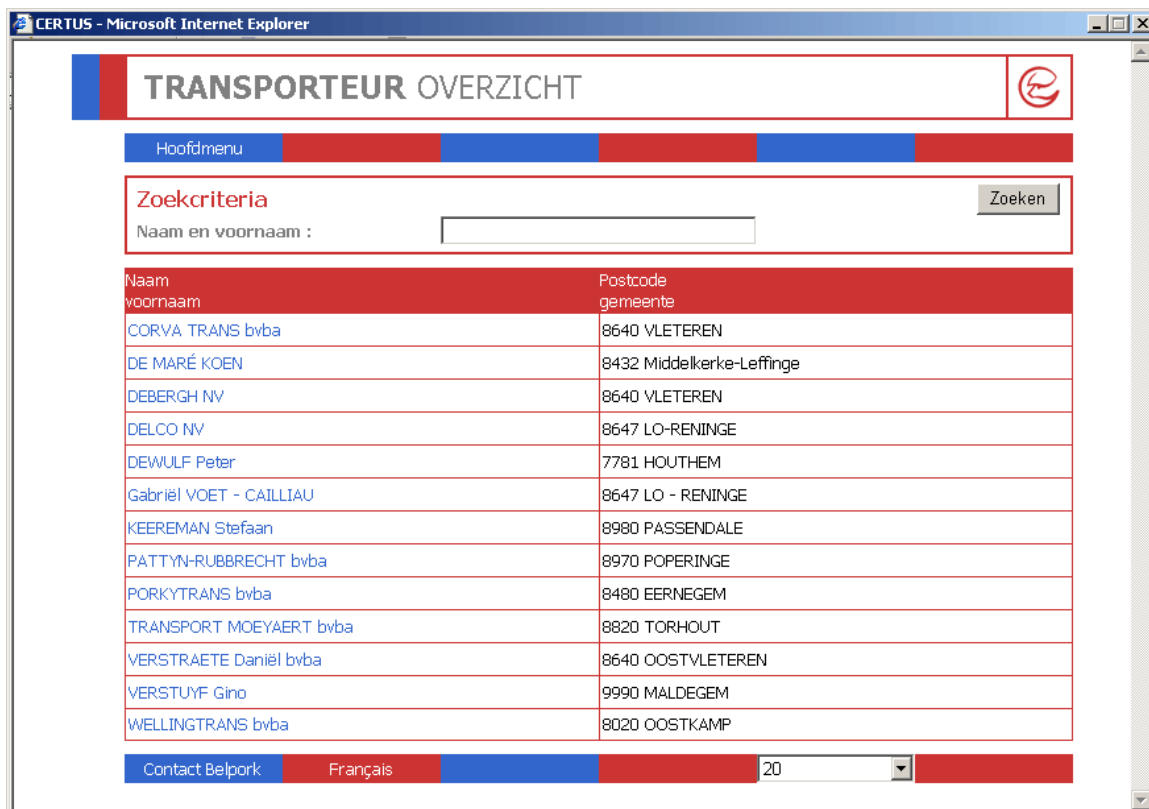 CERTUS - Microsoft Internet Explorer
TRANSPORTEUR OVERZICHT
Hoofdmenu
Zoekcriteria
Zoeken
Naam en voornaam :
Naam voornaam Postcode gemeente
CORVA TRANS bvba 8640 VLETEREN
DE MARÉ KOEN 8432 Middelkerke-Leffinge
DEBERGH NV 8640 VLETEREN
DELCO NV 8647 LO-RENINGE
DEWULF Peter 7781 HOUTHEM
Gabriël VOET - CAILLIAU 8647 LO - RENINGE
KEEREMAN Stefaan 8980 PASSENDALE
PATTYN-RUBBRECHT bvba 8970 POPERINGE
PORKYTRANS bvba 8480 EERNEGEM
TRANSPORT MOEYAERT bvba 8820 TORHOUT
VERSTRAETE Daniël bvba 8640 OOSTVLETEREN
VERSTUYF Gino 9990 MALDEGEM
WELLINGTRANS bvba 8020 OOSTKAMP
Contact Belpork Français 20